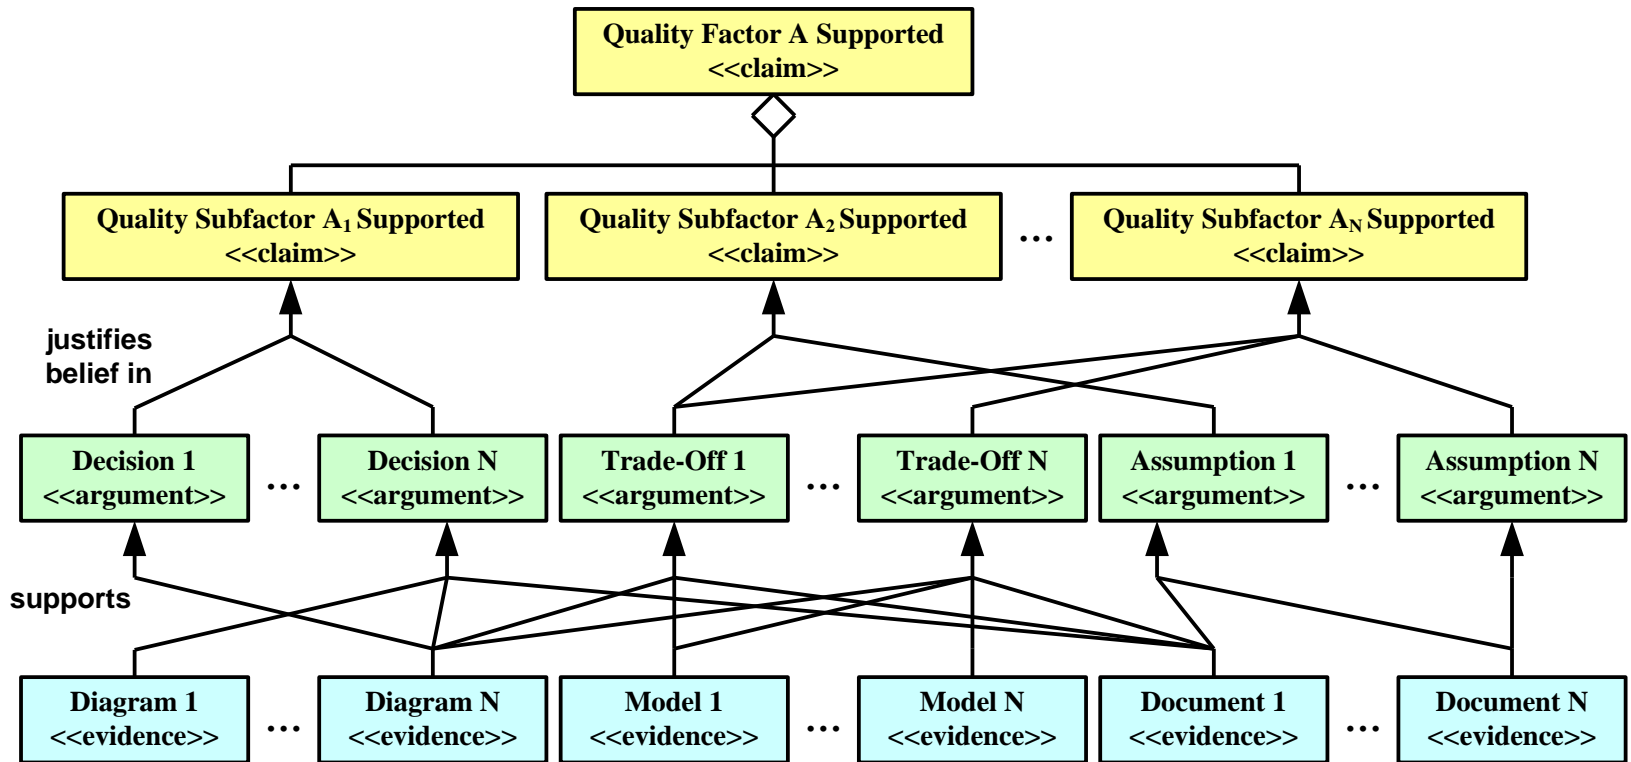 Quality Factor A Supported
<<claim>>
Quality Subfactor A1 Supported
<<claim>>
Quality Subfactor A2 Supported
<<claim>>
...
Quality Subfactor AN Supported
<<claim>>
justifies
belief in
Decision 1
<<argument>>
...
Decision N
<<argument>>
Trade-Off 1
<<argument>>
...
Trade-Off N
<<argument>>
Assumption 1
<<argument>>
...
Assumption N
<<argument>>
supports
Diagram 1
<<evidence>>
...
Diagram N
<<evidence>>
Model 1
<<evidence>>
...
Model N
<<evidence>>
Document 1
<<evidence>>
...
Document N
<<evidence>>